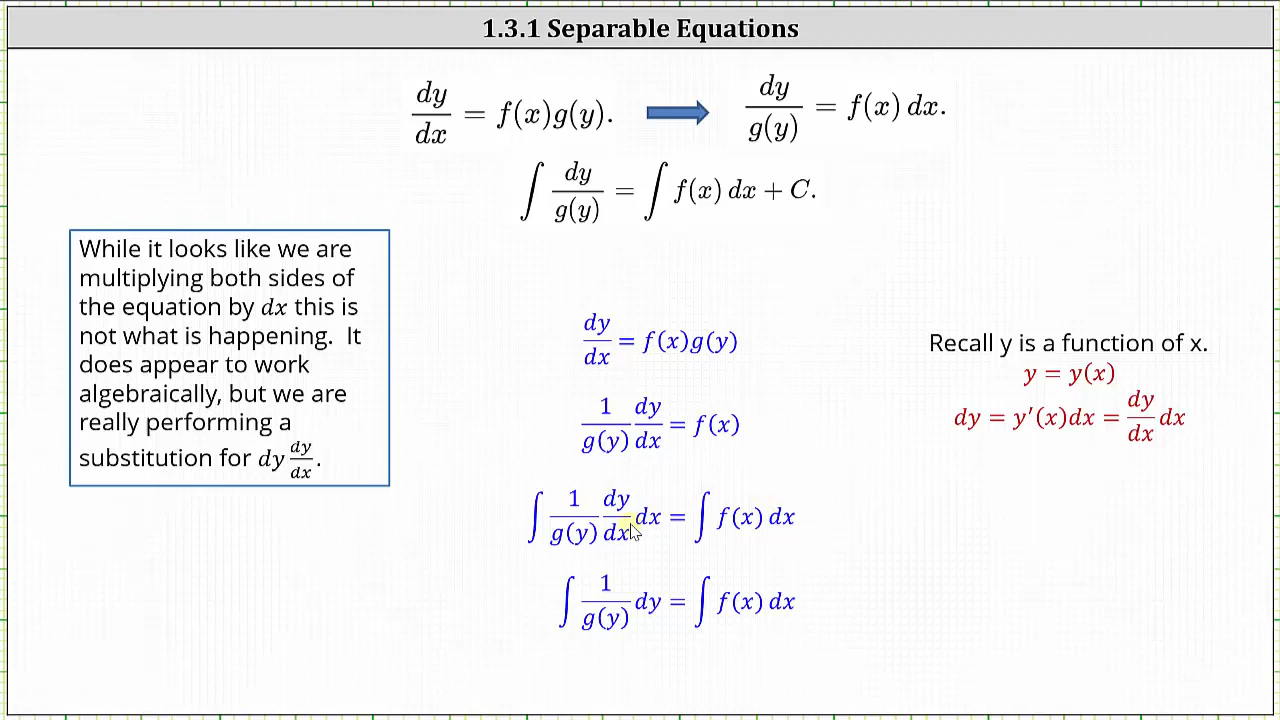 1.3.1 Separable Equations
dy/dx = f(x)g(y). dy/g(y) = f(x) dx.
∫ dy/g(y) = ∫ f(x) dx + C.
While it looks like we are
multiplying both sides of
the equation by dx this is
not what is happening. It
does appear to work
algebraically, but we are
really performing a
substitution for dy dy/dx.
dy/dx = f(x)g(y)
1/g(y) dy/dx = f(x)
∫ 1/g(y) dy/dx dx = ∫ f(x) dx
∫ 1/g(y) dy = ∫ f(x) dx
Recall y is a function of x.
y = y(x)
dy = y′(x)dx = dy/dx dx